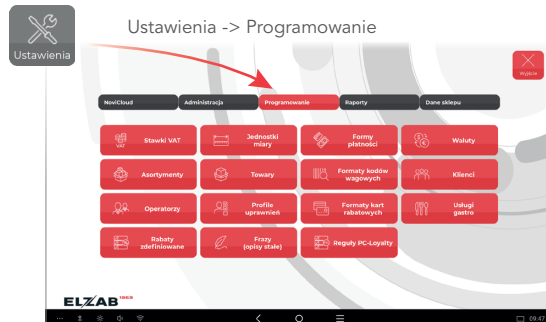 Ustawienia -> Programowanie
Ustawienia
Wyjście
NoviCloud
Administracja
Programowanie
Raporty
Dane sklepu
VAT
Stawki VAT
Jednostki
miary
Formy
płatności
Waluty
Asortymenty
Towary
Formaty kodów
wagowych
Klienci
Operatorzy
Profile
uprawnień
Formaty kart
rabatowych
Usługi
gastro
Rabaty
zdefiniowane
Frazy
(opisy stałe)
Reguły PC-Loyalty
ELZAB 1969
09:47